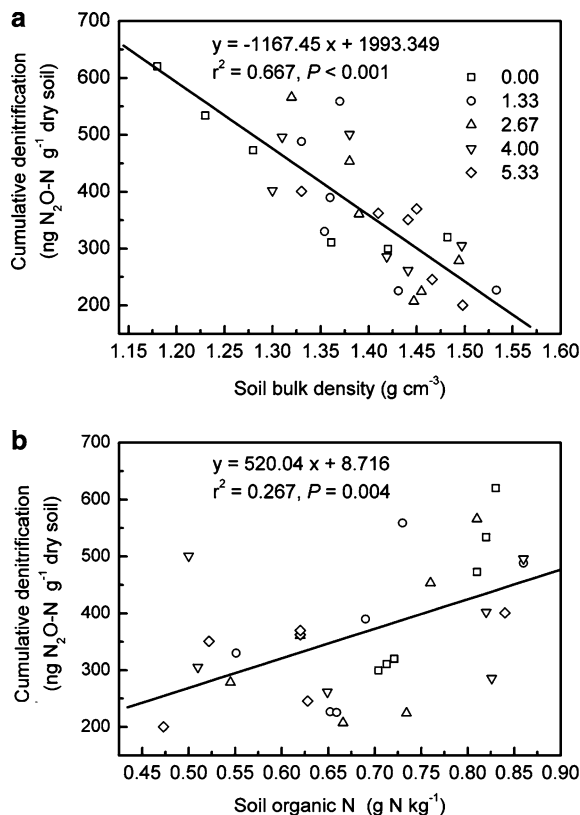 a
y = -1167.45 x + 1993.349
r² = 0.667, P < 0.001
0.00
1.33
2.67
4.00
5.33
700
600
500
400
300
200
Cumulative denitrification
(ng N₂O-N g⁻¹ dry soil)
1.15 1.20 1.25 1.30 1.35 1.40 1.45 1.50 1.55 1.60
Soil bulk density (g cm⁻³)
b
y = 520.04 x + 8.716
r² = 0.267, P = 0.004
700
600
500
400
300
200
Cumulative denitrification
(ng N₂O-N g⁻¹ dry soil)
0.45 0.50 0.55 0.60 0.65 0.70 0.75 0.80 0.85 0.90
Soil organic N (g N kg⁻¹)